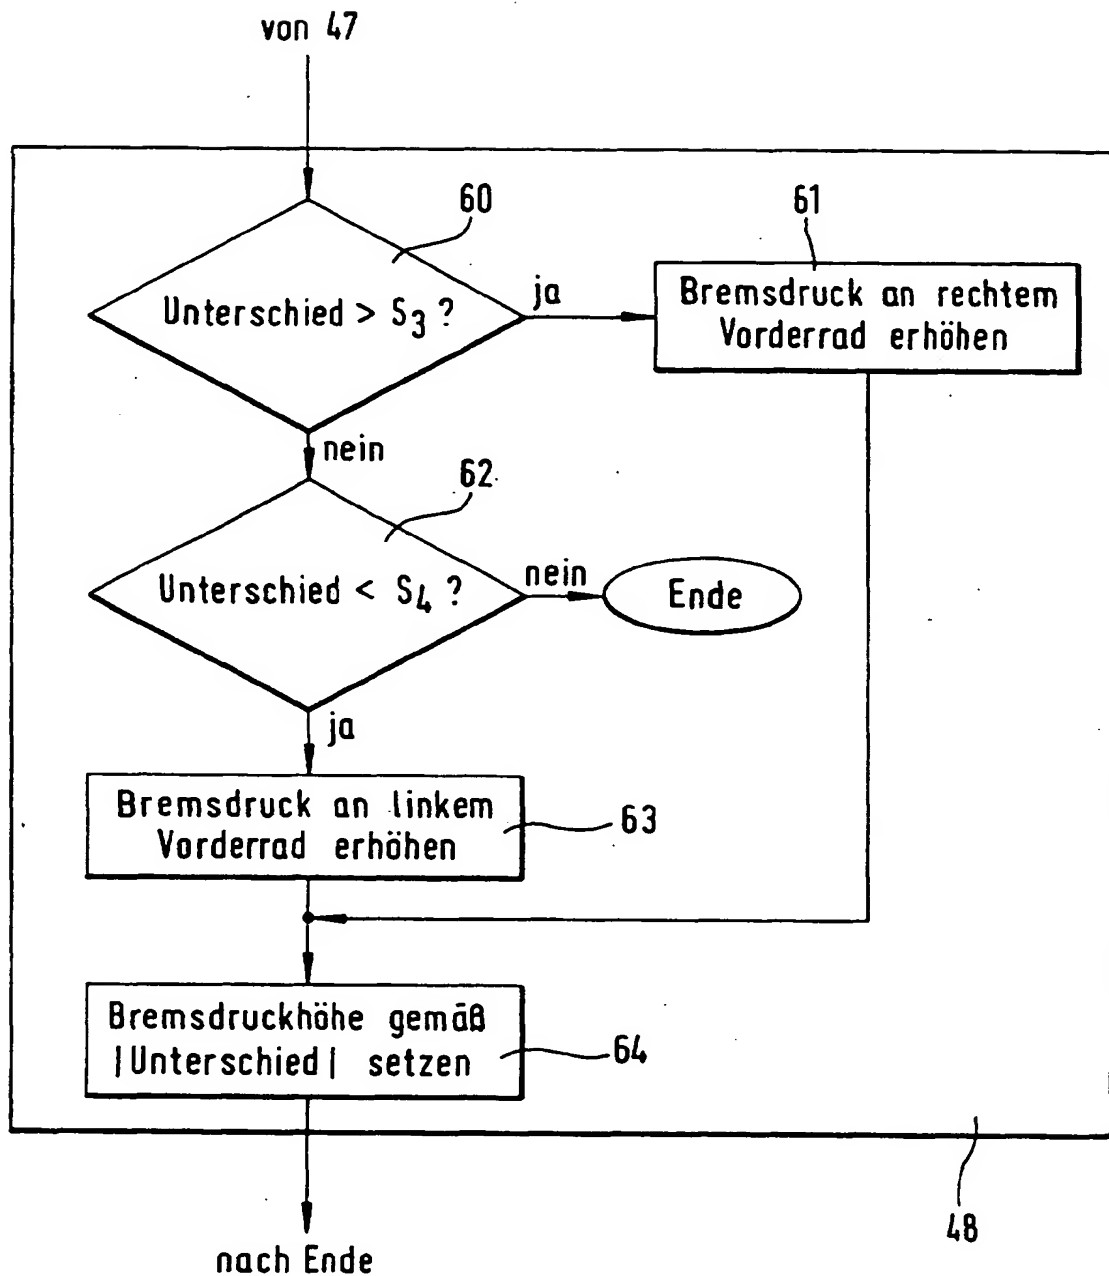 von 47
60
61
Unterschied > S3 ?
ja
Bremsdruck an rechtem
Vorderrad erhöhen
nein
62
Unterschied < S4 ?
nein
Ende
ja
Bremsdruck an linkem
Vorderrad erhöhen
63
Bremsdruckhöhe gemäß
|Unterschied| setzen
64
48
nach Ende